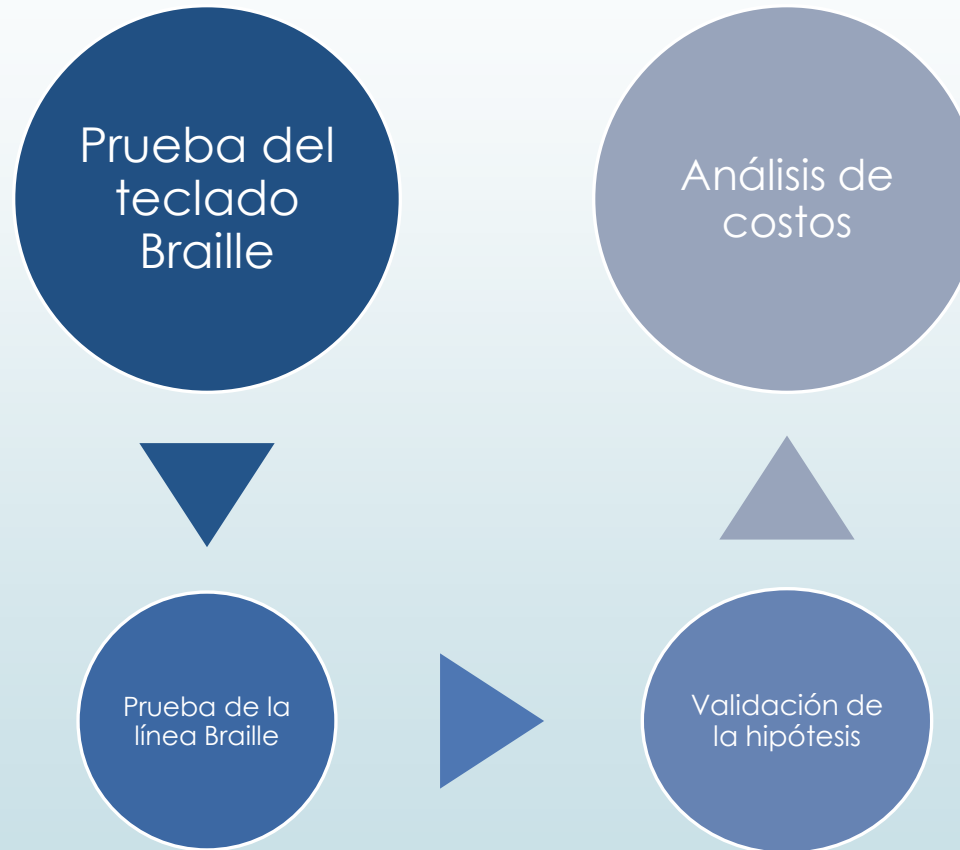 Prueba del
teclado
Braille
Prueba de la
línea Braille
Validación de
la hipótesis
Análisis de
costos